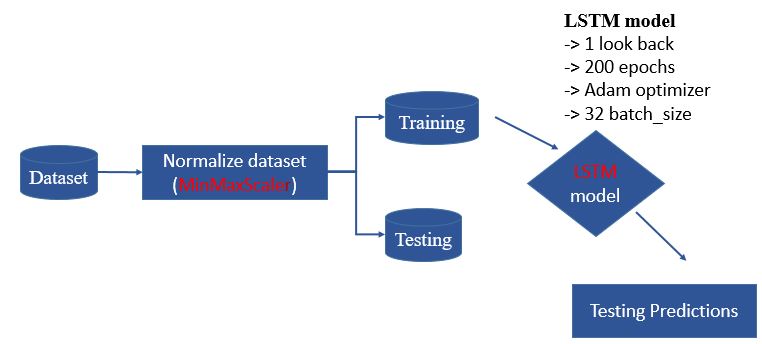 LSTM model
-> 1 look back
-> 200 epochs
-> Adam optimizer
-> 32 batch_size
Dataset
Normalize dataset
(MinMaxScaler)
Training
Testing
LSTM
model
Testing Predictions